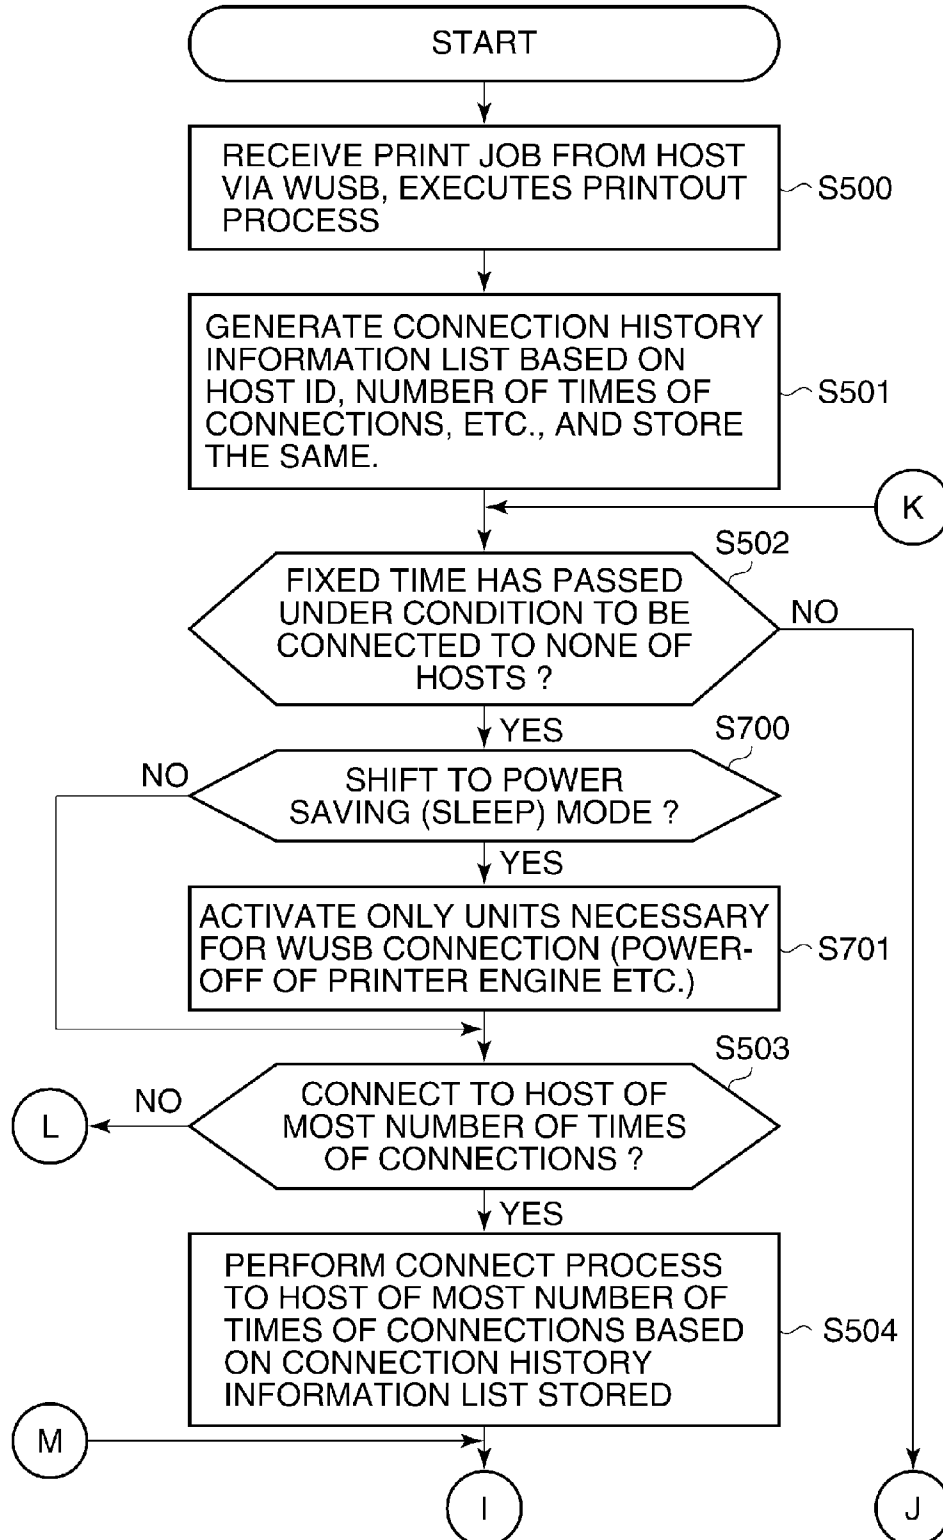 START
RECEIVE PRINT JOB FROM HOST
VIA WUSB, EXECUTES PRINTOUT
PROCESS
S500
GENERATE CONNECTION HISTORY
INFORMATION LIST BASED ON
HOST ID, NUMBER OF TIMES OF
CONNECTIONS, ETC., AND STORE
THE SAME.
S501
K
S502
FIXED TIME HAS PASSED
UNDER CONDITION TO BE
CONNECTED TO NONE OF
HOSTS ?
NO
YES
S700
NO
SHIFT TO POWER
SAVING (SLEEP) MODE ?
YES
ACTIVATE ONLY UNITS NECESSARY
FOR WUSB CONNECTION (POWER-
OFF OF PRINTER ENGINE ETC.)
S701
S503
NO
L
CONNECT TO HOST OF
MOST NUMBER OF TIMES
OF CONNECTIONS ?
YES
PERFORM CONNECT PROCESS
TO HOST OF MOST NUMBER OF
TIMES OF CONNECTIONS BASED
ON CONNECTION HISTORY
INFORMATION LIST STORED
S504
M
I
J